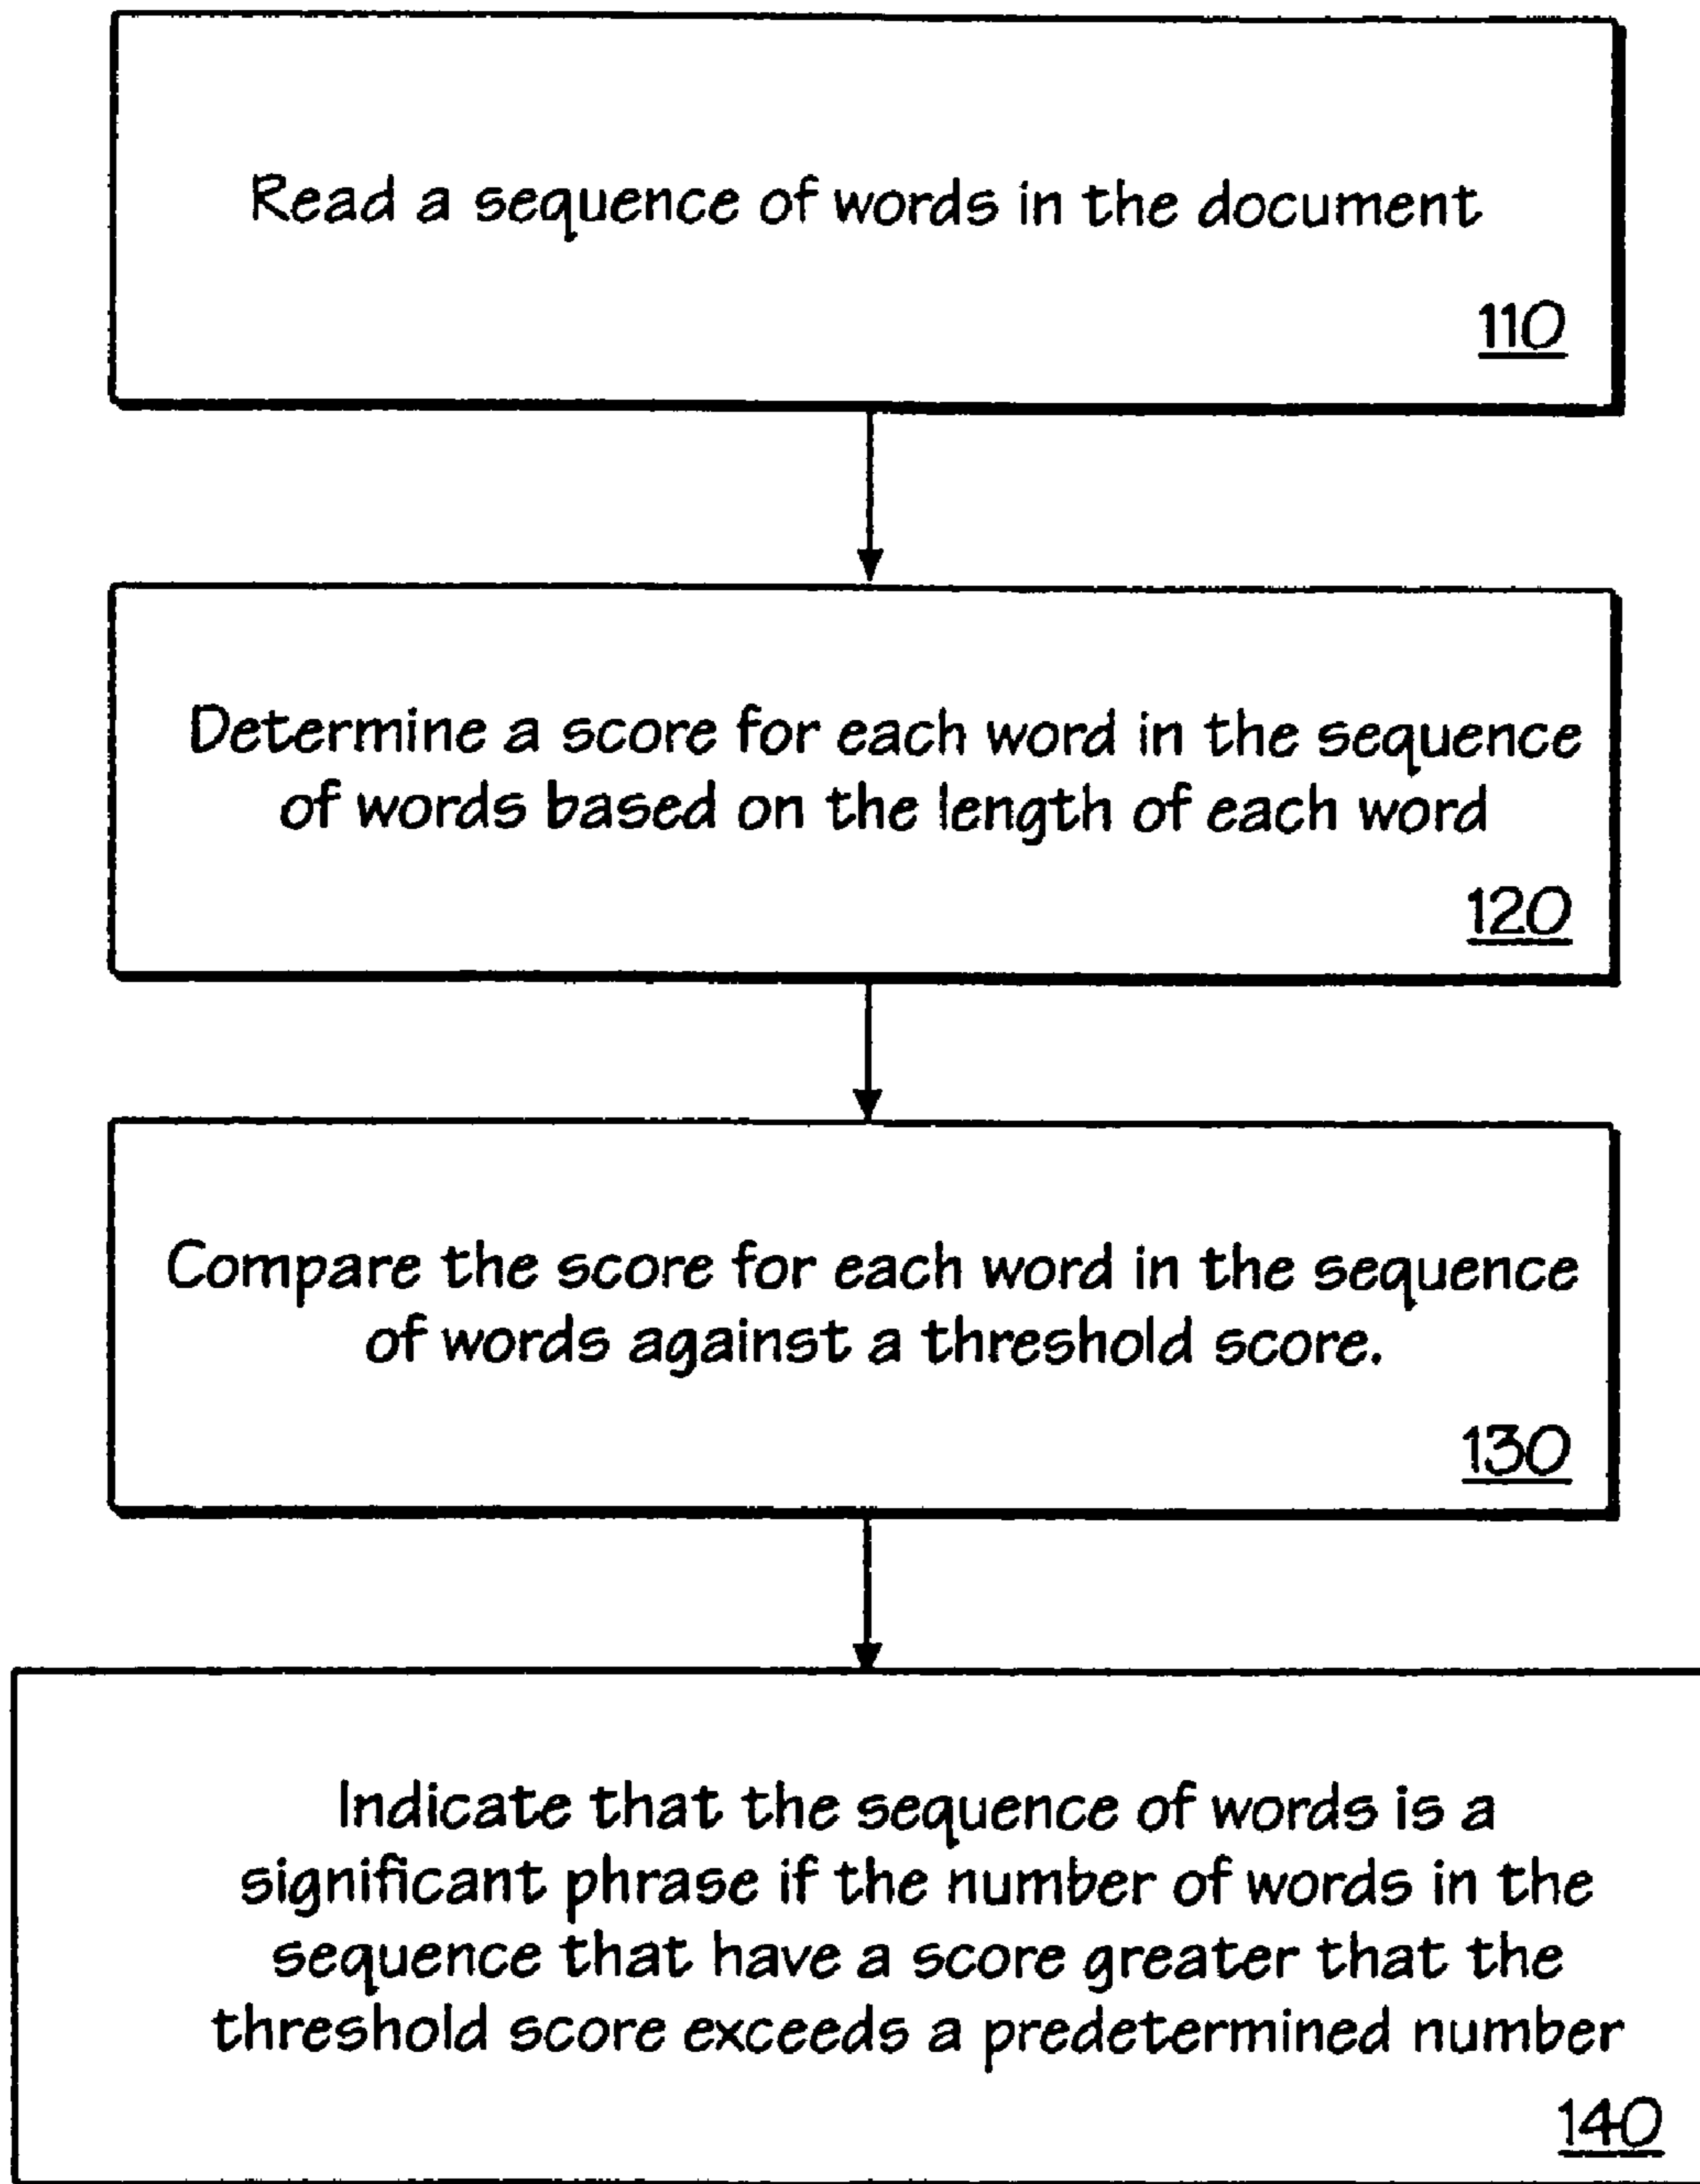 Read a sequence of words in the document
110
Determine a score for each word in the sequence
of words based on the length of each word
120
Compare the score for each word in the sequence
of words against a threshold score.
130
Indicate that the sequence of words is a
significant phrase if the number of words in the
sequence that have a score greater that the
threshold score exceeds a predetermined number
140